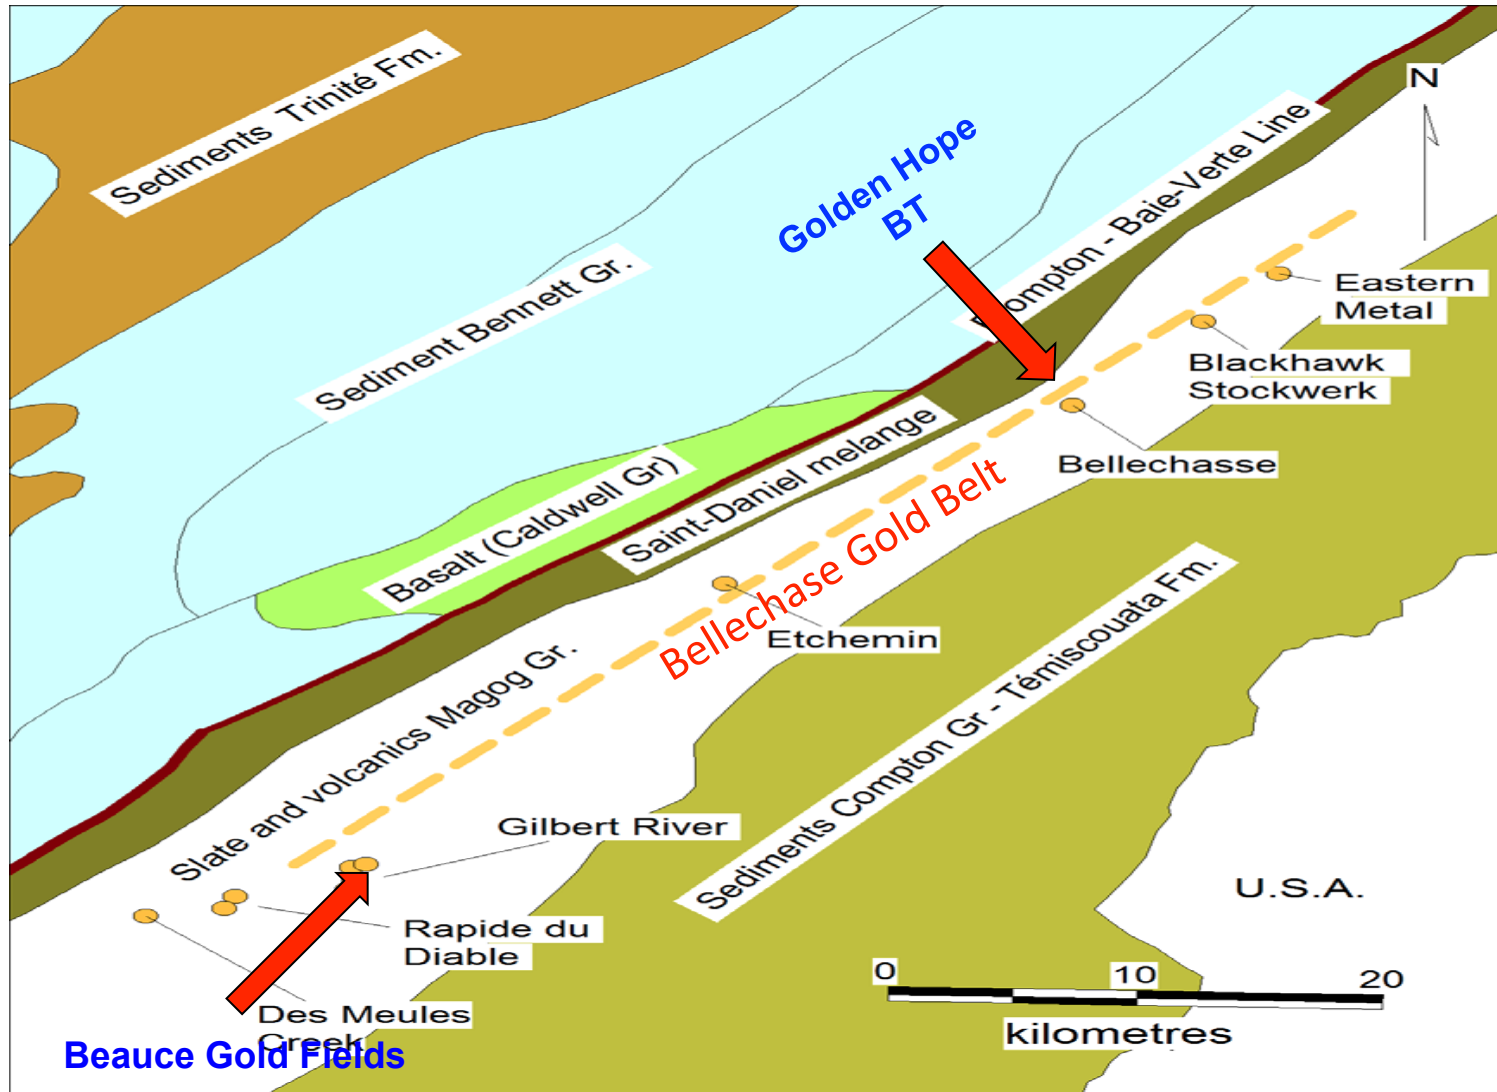 Sediments Trinité Fm.
N
Golden Hope
BT
Brompton - Baie-Verte Line
Sediment Bennett Gr.
Eastern
Metal
Blackhawk
Stockwerk
Bellechasse
Basalt (Caldwell Gr)
Saint-Daniel melange
Bellechase Gold Belt
Etchemin
Slate and volcanics Magog Gr.
Sediments Compton Gr - Témiscouata Fm.
Gilbert River
U.S.A.
Rapide du
Diable
0 10 20
kilometres
Des Meules
Creek
Beauce Gold Fields